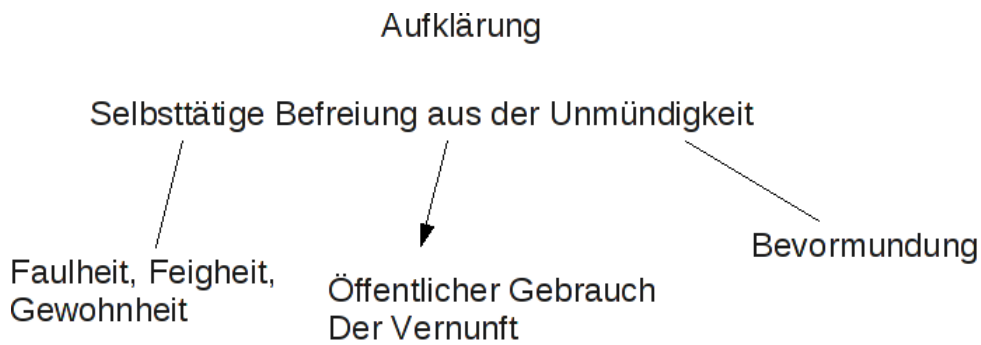 Aufklärung
Selbsttätige Befreiung aus der Unmündigkeit
Faulheit, Feigheit,
Gewohnheit
Öffentlicher Gebrauch
Der Vernunft
Bevormundung